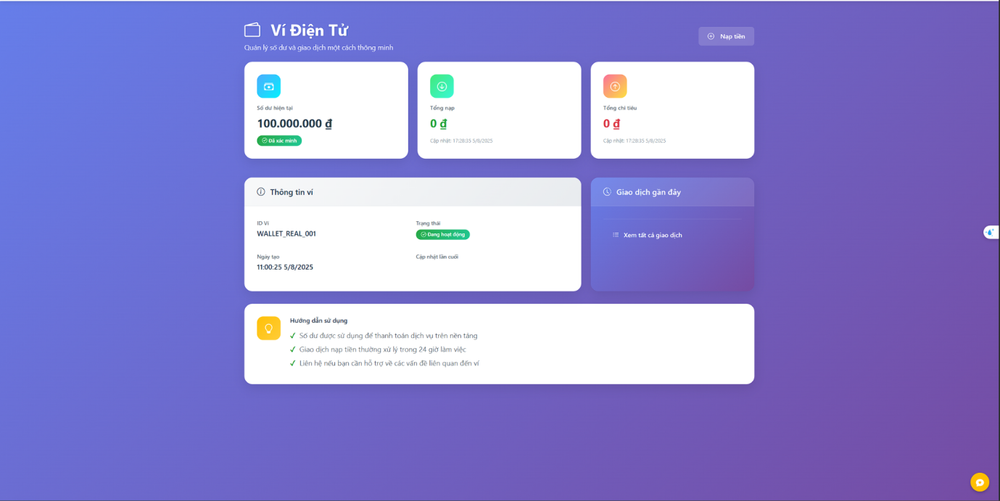 Ví Điện Tử
Quản lý số dư và giao dịch một cách thông minh
Nạp tiền
Số dư hiện tại
100.000.000 ₫
Đã xác minh
Tổng nạp
0 ₫
Cập nhật: 17:28:35 5/8/2025
Tổng chi tiêu
0 ₫
Cập nhật: 17:28:35 5/8/2025
Thông tin ví
ID Ví
WALLET_REAL_001
Trạng thái
Đang hoạt động
Ngày tạo
11:00:25 5/8/2025
Cập nhật lần cuối
Giao dịch gần đây
Xem tất cả giao dịch
Hướng dẫn sử dụng
Số dư được sử dụng để thanh toán dịch vụ trên nền tảng
Giao dịch nạp tiền thường xử lý trong 24 giờ làm việc
Liên hệ nếu bạn cần hỗ trợ về các vấn đề liên quan đến ví